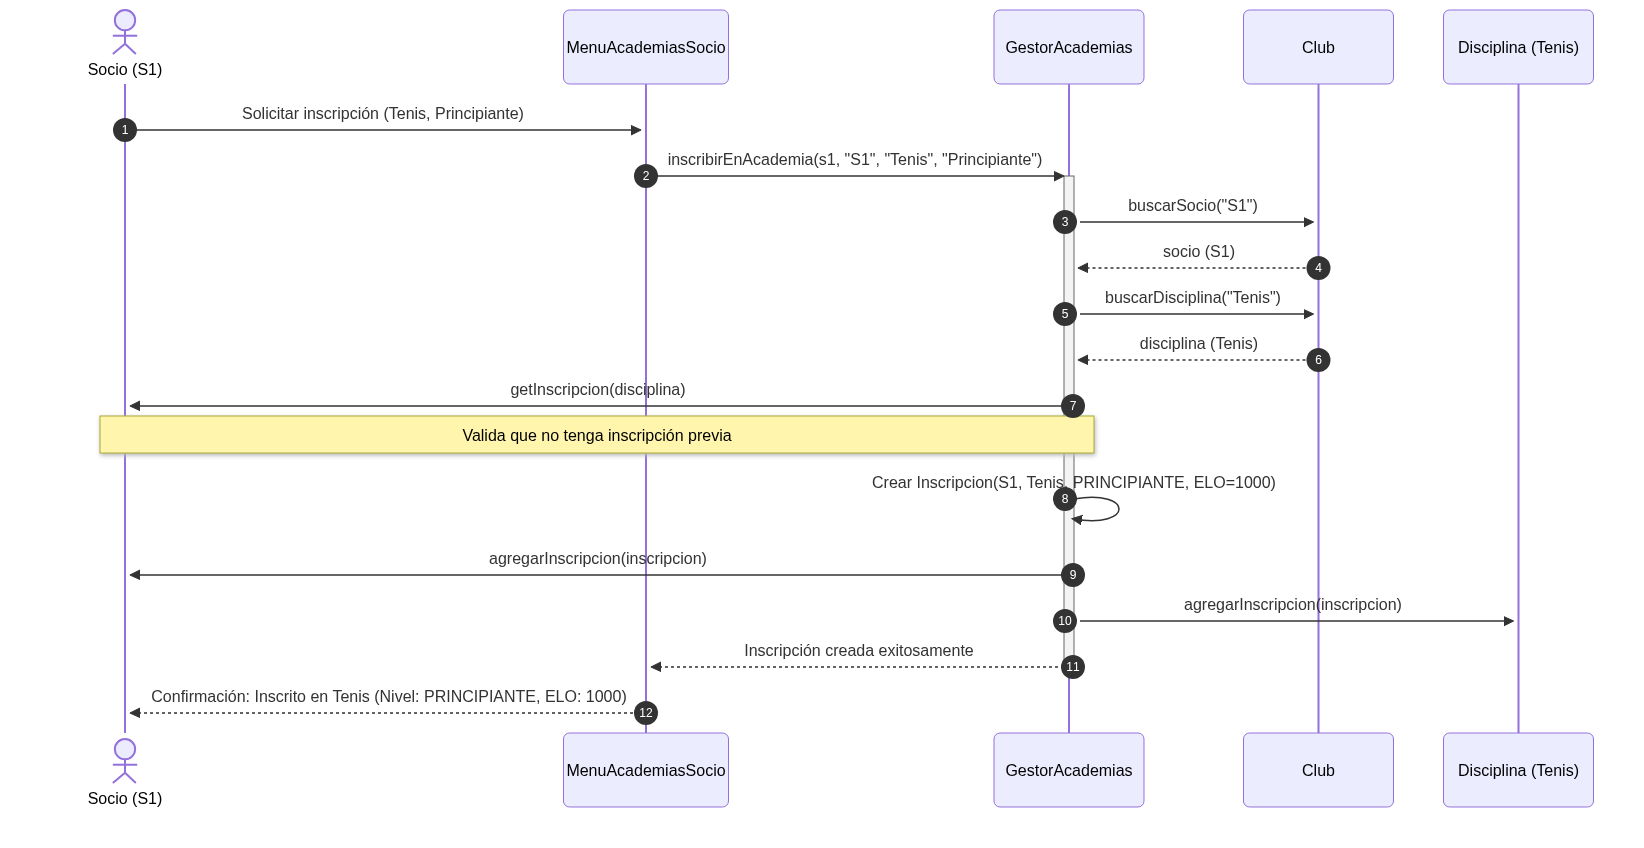 Socio (S1)
MenuAcademiasSocio
GestorAcademias
Club
Disciplina (Tenis)
Solicitar inscripción (Tenis, Principiante)
1
inscribirEnAcademia(s1, "S1", "Tenis", "Principiante")
2
buscarSocio("S1")
3
socio (S1)
4
buscarDisciplina("Tenis")
5
disciplina (Tenis)
6
getInscripcion(disciplina)
7
Valida que no tenga inscripción previa
Crear Inscripcion(S1, Tenis, PRINCIPIANTE, ELO=1000)
8
agregarInscripcion(inscripcion)
9
agregarInscripcion(inscripcion)
10
Inscripción creada exitosamente
11
Confirmación: Inscrito en Tenis (Nivel: PRINCIPIANTE, ELO: 1000)
12
Socio (S1)
MenuAcademiasSocio
GestorAcademias
Club
Disciplina (Tenis)